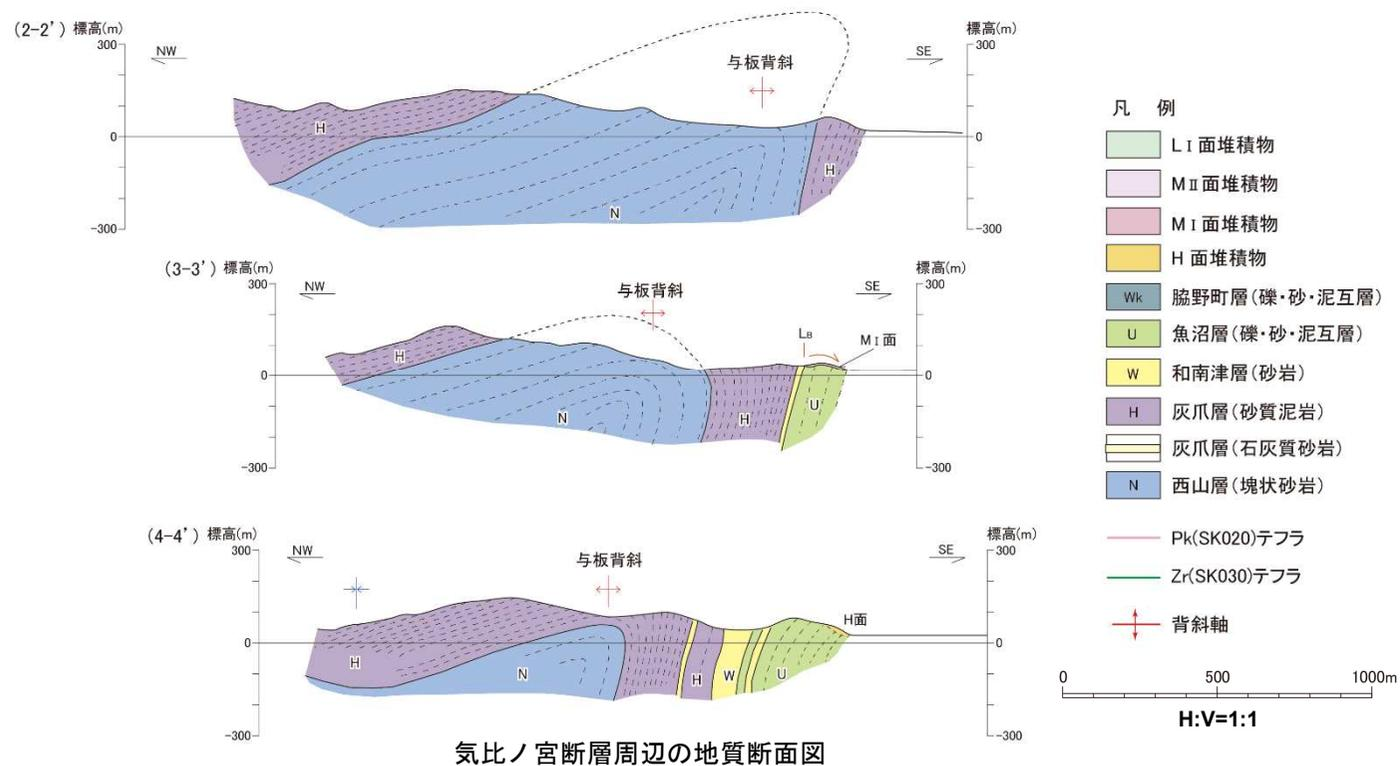 (2-2')
標高(m)
標高(m)
300
300
NW
SE
与板背斜
H
0
0
H
N
-300
-300
(3-3')
標高(m)
標高(m)
300
300
NW
SE
与板背斜
LB
MⅠ面
H
0
0
N
H
U
-300
-300
(4-4')
標高(m)
標高(m)
300
300
NW
SE
与板背斜
H面
0
0
H
N
H
W
U
-300
-300
気比ノ宮断層周辺の地質断面図
凡 例
LⅠ面堆積物
MⅡ面堆積物
MⅠ面堆積物
H 面堆積物
Wk 脇野町層(礫・砂・泥互層)
U 魚沼層(礫・砂・泥互層)
W 和南津層(砂岩)
H 灰爪層(砂質泥岩)
灰爪層(石灰質砂岩)
N 西山層(塊状砂岩)
Pk(SK020)テフラ
Zr(SK030)テフラ
背斜軸
0 500 1000m
H:V=1:1